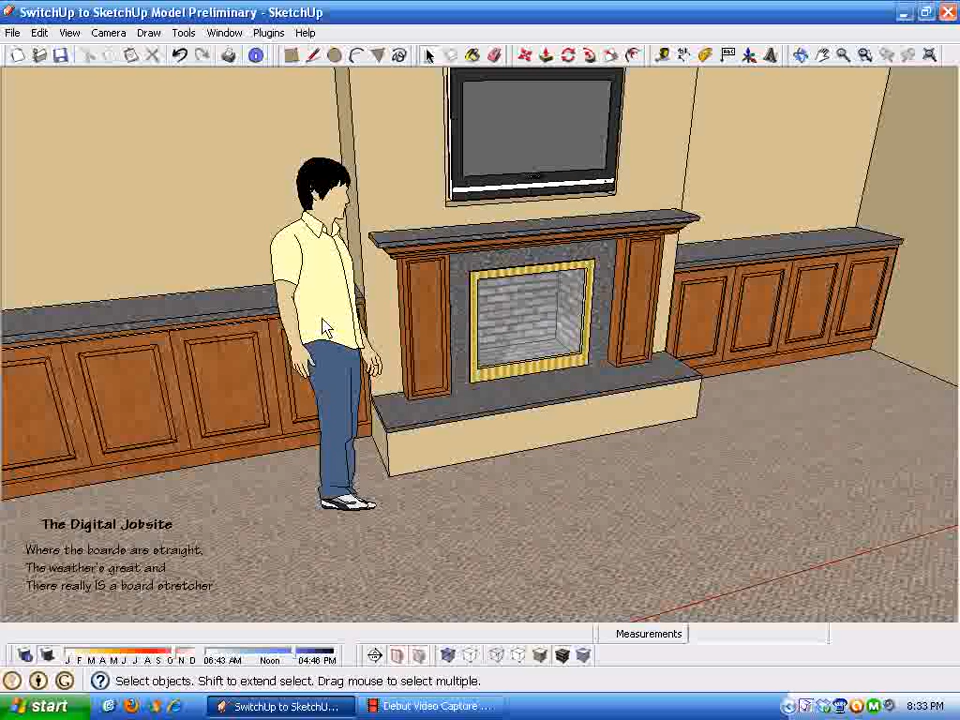 SwitchUp to SketchUp Model Preliminary - SketchUp
File Edit View Camera Draw Tools Window Plugins Help
The Digital Jobsite
Where the boards are straight,
The weather's great and
There really IS a board stretcher
Measurements
J F M A M J J A S O N D 06:43 AM Noon 04:46 PM
Select objects. Shift to extend select. Drag mouse to select multiple.
start SwitchUp to SketchU... Debut Video Capture ... 8:33 PM